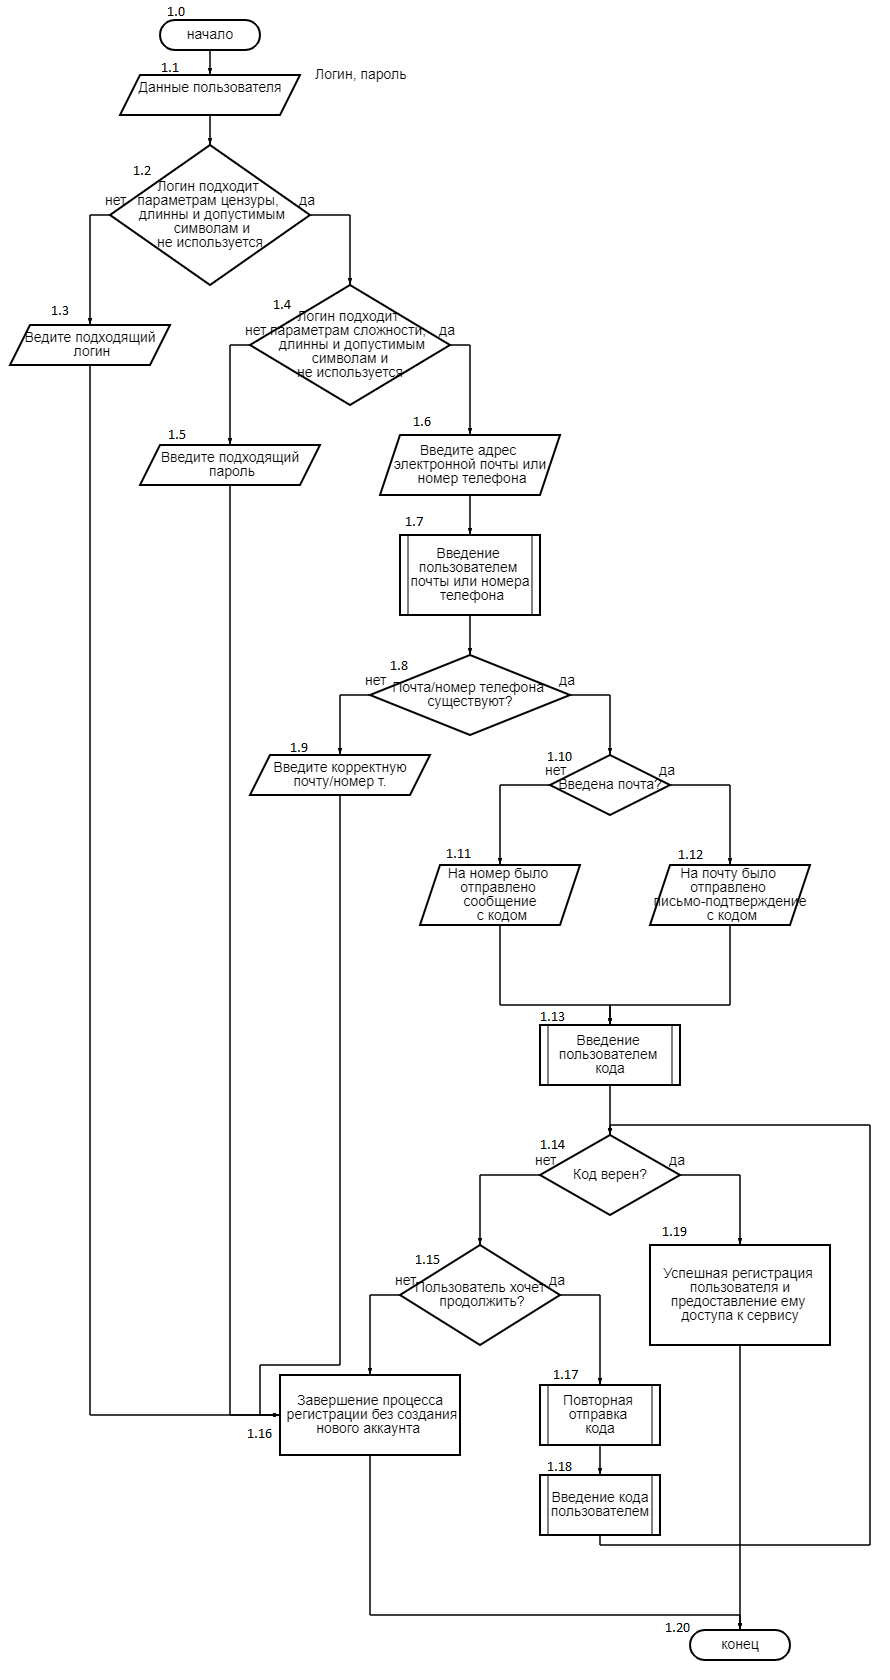 1.0
начало
1.1
Данные пользователя
Логин, пароль
1.2
Логин подходит
нет
параметрам цензуры,
да
длинны и допустимым
символам и
не используется
1.3
Ведите подходящий
логин
1.4
Логин подходит
нет
параметрам сложности,
да
длинны и допустимым
символам и
не используется
1.5
Введите подходящий
пароль
1.6
Введите адрес
электронной почты или
номер телефона
1.7
Введение
пользователем
почты или номера
телефона
1.8
нет
да
Почта/номер телефона
существуют?
1.9
Введите корректную
почту/номер т.
1.10
нет
да
Введена почта?
1.11
На номер было
отправлено
сообщение
с кодом
1.12
На почту было
отправлено
письмо-подтверждение
с кодом
1.13
Введение
пользователем
кода
1.14
нет
да
Код верен?
1.15
нет
да
Пользователь хочет
продолжить?
1.19
Успешная регистрация
пользователя и
предоставление ему
доступа к сервису
1.16
Завершение процесса
регистрации без создания
нового аккаунта
1.17
Повторная
отправка
кода
1.18
Введение кода
пользователем
1.20
конец